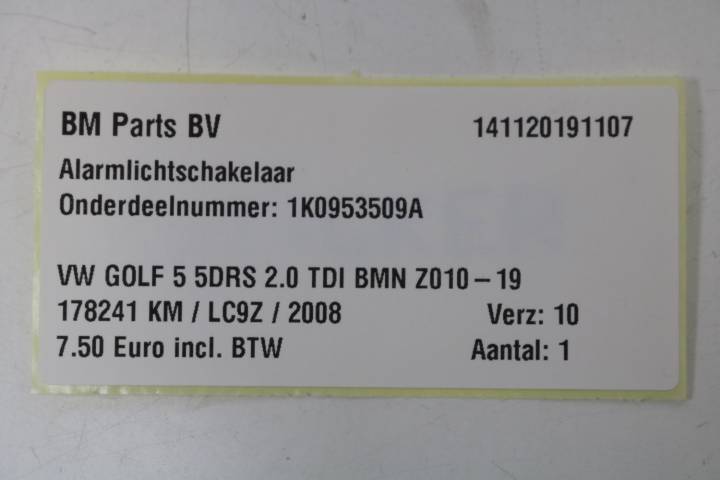 BM Parts BV 141120191107
Alarmlichtschakelaar
Onderdeelnummer: 1K0953509A
VW GOLF 5 5DRS 2.0 TDI BMN Z010 – 19
178241 KM / LC9Z / 2008 Verz: 10
7.50 Euro incl. BTW Aantal: 1